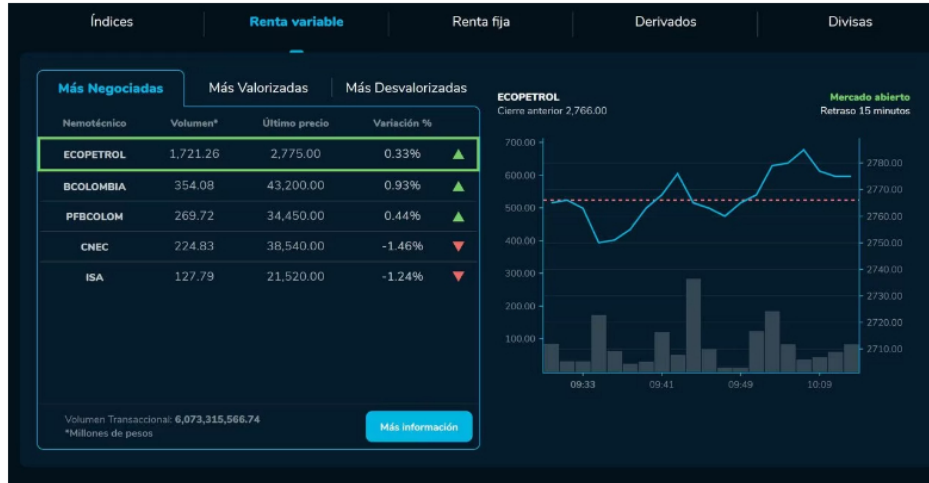 Índices Renta variable Renta fija Derivados Divisas
Más Negociadas Más Valorizadas Más Desvalorizadas
Nemotécnico Volumen* Último precio Variación %
ECOPETROL 1,721.26 2,775.00 0.33% ▲
BCOLOMBIA 354.08 43,200.00 0.93% ▲
PFBCOLOM 269.72 34,450.00 0.44% ▲
CNEC 224.83 38,540.00 -1.46% ▼
ISA 127.79 21,520.00 -1.24% ▼
Volumen Transaccional: 6,073,315,566.74
*Millones de pesos
Más información
ECOPETROL Mercado abierto
Cierre anterior 2,766.00 Retraso 15 minutos
700.00
600.00
500.00
400.00
300.00
200.00
100.00
2780.00
2770.00
2760.00
2750.00
2740.00
2730.00
2720.00
2710.00
09:33 09:41 09:49 10:09